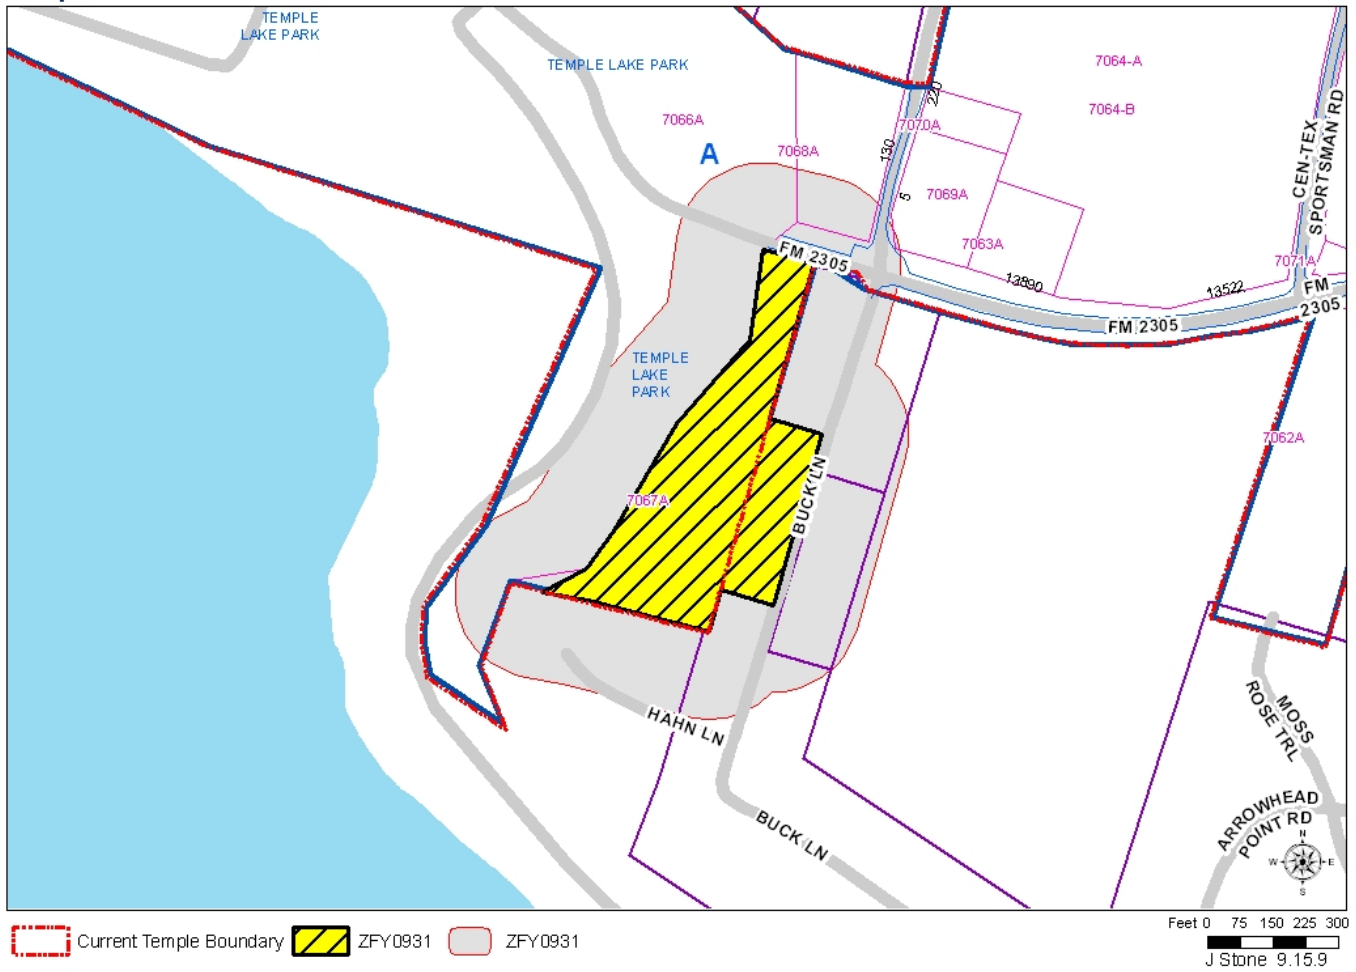 TEMPLE
LAKE PARK
TEMPLE LAKE PARK
7064-A
7064-B
220
7066A
7070A
130
7068A
A
CEN-TEX
SPORTSMAN RD
5
7069A
7063A
7071A
FM 2305
13890
13522
FM
2305
FM 2305
TEMPLE
LAKE
PARK
7062A
7067A
BUCK LN
HAHN LN
MOSS
ROSE TRL
BUCK LN
ARROWHEAD
POINT RD
N
W E
S
Current Temple Boundary ZFY0931 ZFY0931
Feet 0 75 150 225 300
J Stone 9.15.9